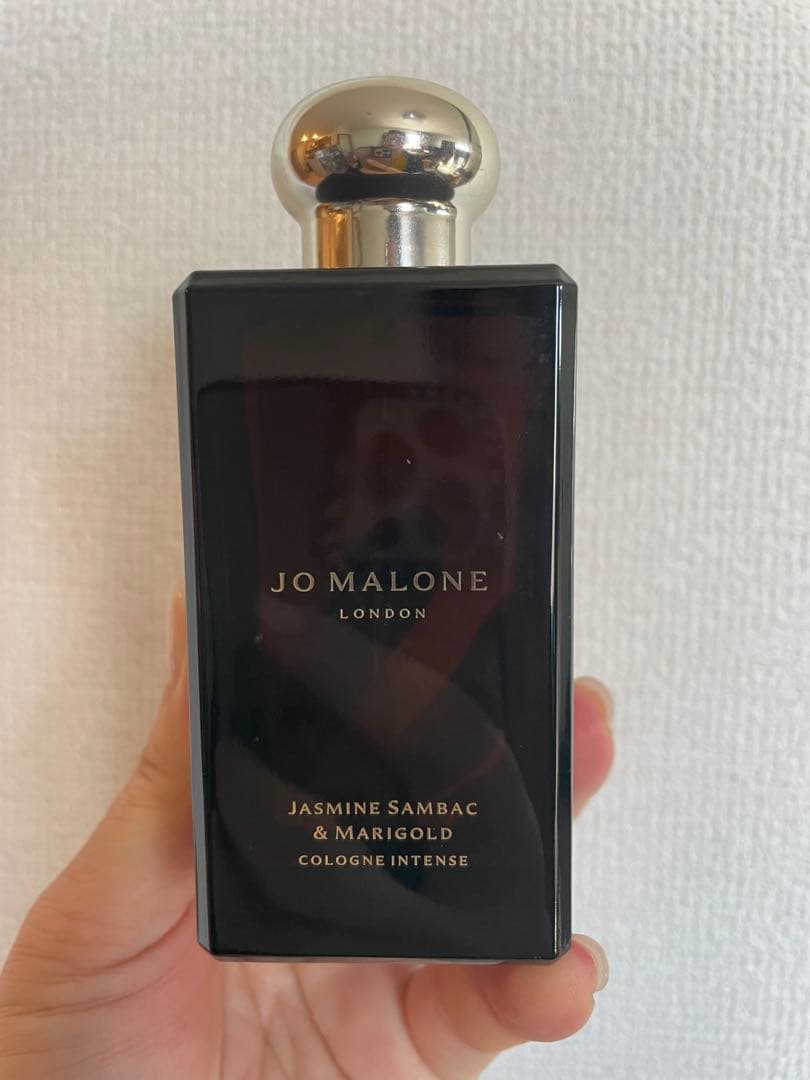 JO MALONE
LONDON
JASMINE SAMBAC
& MARIGOLD
COLOGNE INTENSE